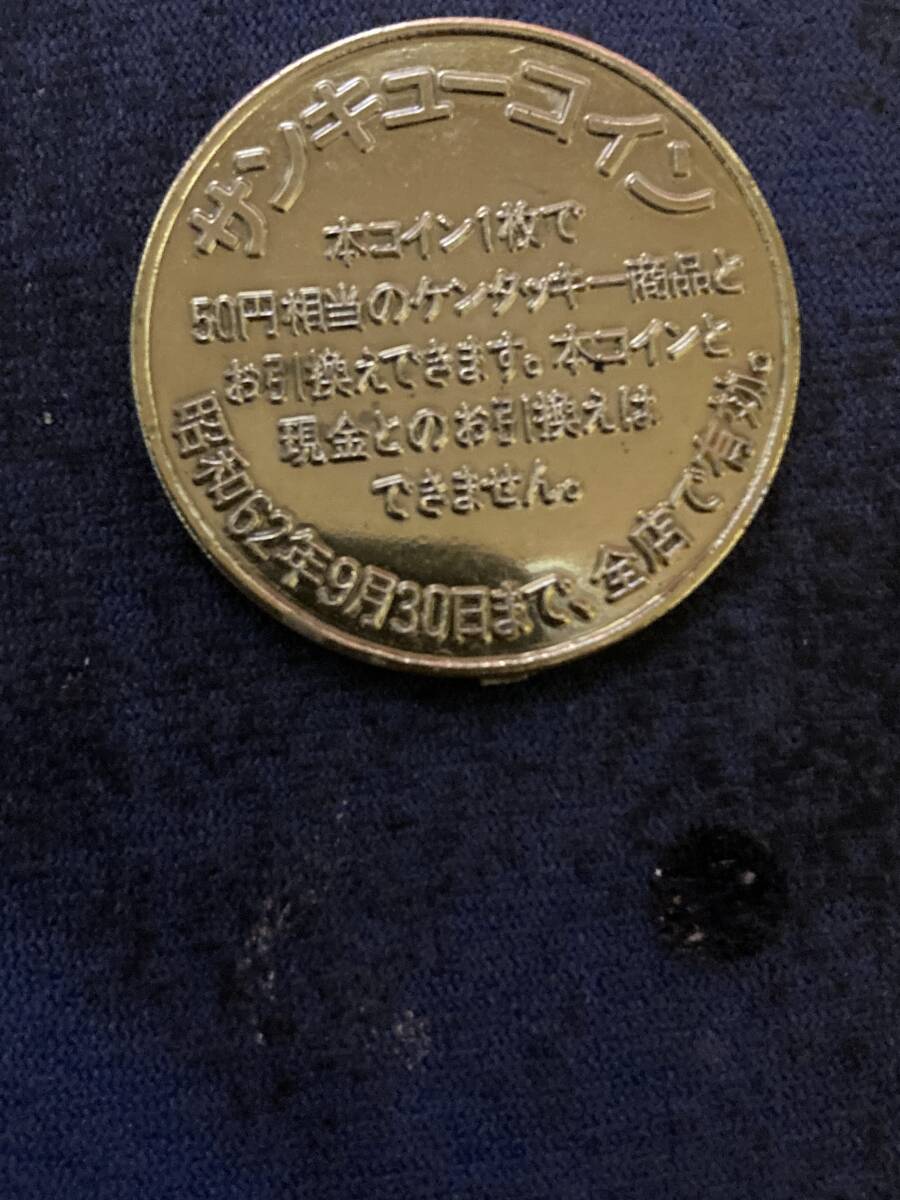 サンキューコイン
本コイン1枚で
50円相当のケンタッキー商品と
お引換えできます。本コインと
現金とのお引換えは
できません。
昭和62年9月30日まで、全店で有効。